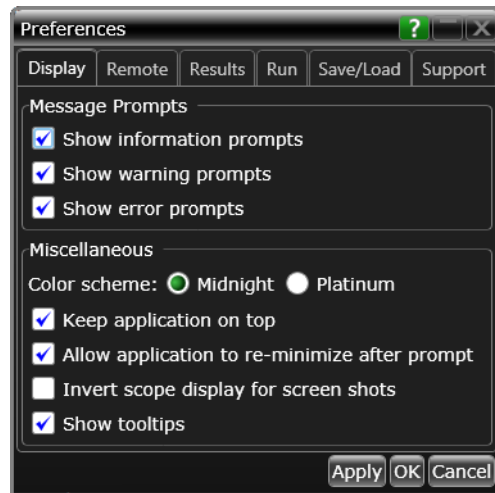 Preferences ?
Display Remote Results Run Save/Load Support
Message Prompts
Show information prompts
Show warning prompts
Show error prompts
Miscellaneous
Color scheme: Midnight Platinum
Keep application on top
Allow application to re-minimize after prompt
Invert scope display for screen shots
Show tooltips
Apply OK Cancel